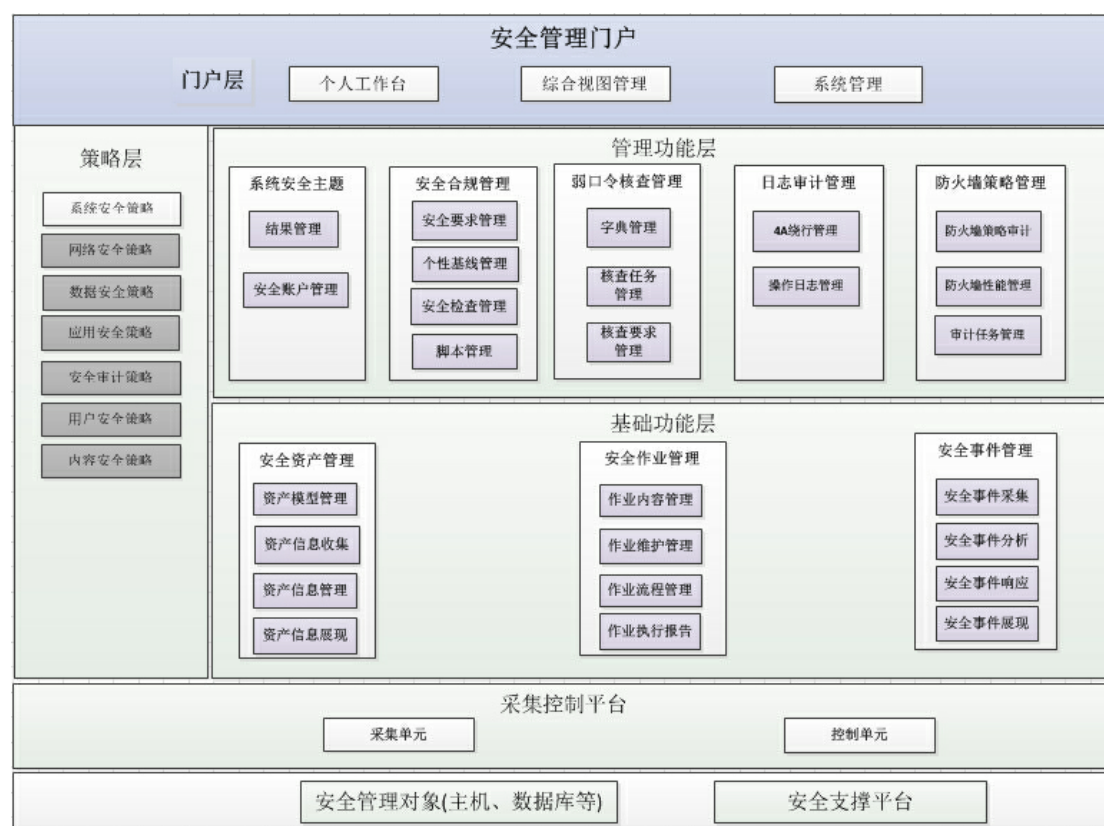 安全管理门户
门户层
个人工作台
综合视图管理
系统管理
策略层
系统安全策略
网络安全策略
数据安全策略
应用安全策略
安全审计策略
用户安全策略
内容安全策略
管理功能层
系统安全主题
结果管理
安全账户管理
安全合规管理
安全要求管理
个性基线管理
安全检查管理
脚本管理
弱口令核查管理
字典管理
核查任务
管理
核查要求
管理
日志审计管理
4A绕行管理
操作日志管理
防火墙策略管理
防火墙策略审计
防火墙性能管理
审计任务管理
基础功能层
安全资产管理
资产模型管理
资产信息收集
资产信息管理
资产信息展现
安全作业管理
作业内容管理
作业维护管理
作业流程管理
作业执行报告
安全事件管理
安全事件采集
安全事件分析
安全事件响应
安全事件展现
采集控制平台
采集单元
控制单元
安全管理对象(主机、数据库等)
安全支撑平台